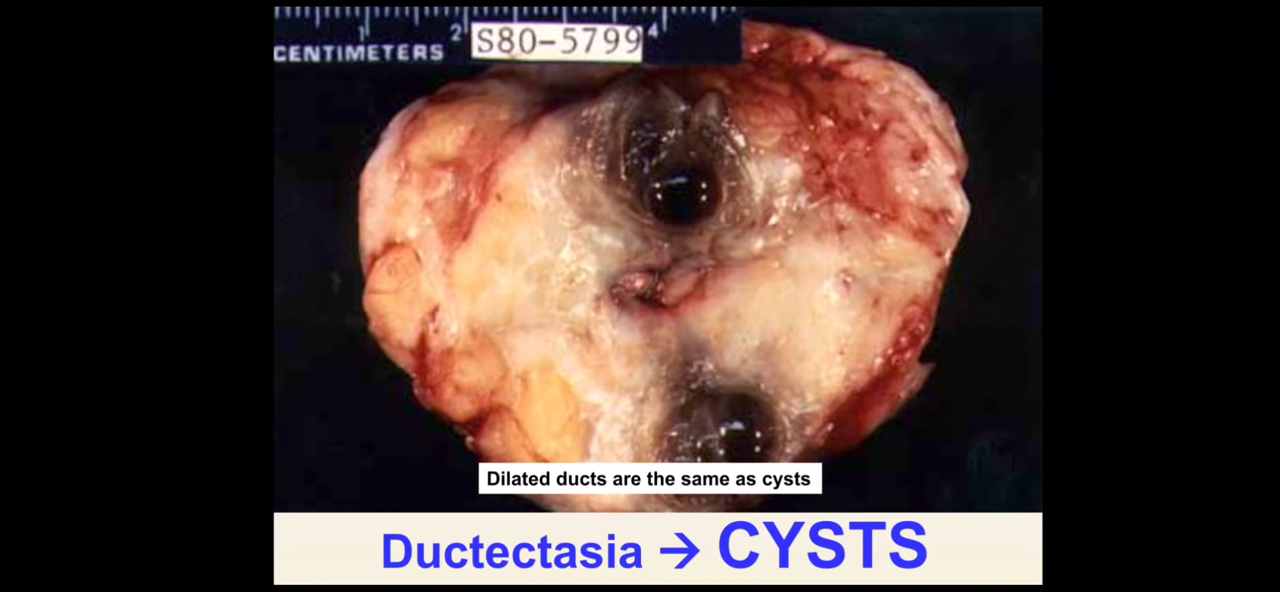 1 2 4
CENTIMETERS
S80-5799
Dilated ducts are the same as cysts
Ductectasia → CYSTS